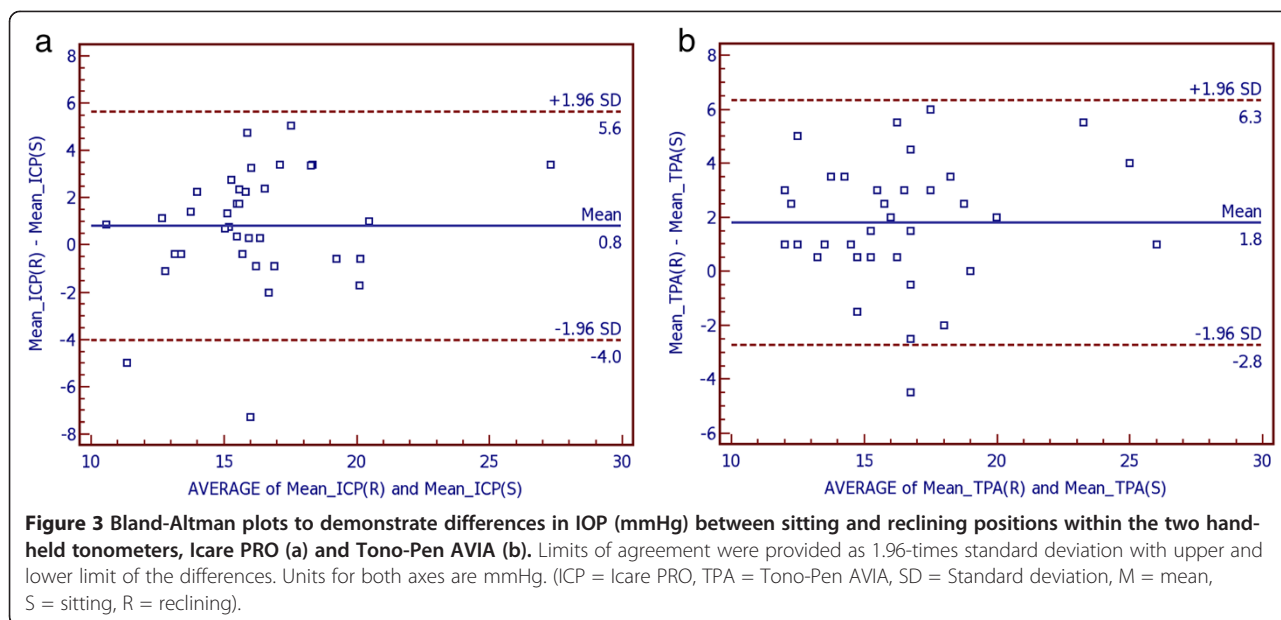 a
8
6
4
2
0
-2
-4
-6
-8
Mean_ICP(R) - Mean_ICP(S)
+1.96 SD
5.6
Mean
0.8
-1.96 SD
-4.0
10 15 20 25 30
AVERAGE of Mean_ICP(R) and Mean_ICP(S)
b
8
6
4
2
0
-2
-4
-6
Mean_TPA(R) - Mean_TPA(S)
+1.96 SD
6.3
Mean
1.8
-1.96 SD
-2.8
10 15 20 25 30
AVERAGE of Mean_TPA(R) and Mean_TPA(S)
Figure 3 Bland-Altman plots to demonstrate differences in IOP (mmHg) between sitting and reclining positions within the two hand-
held tonometers, Icare PRO (a) and Tono-Pen AVIA (b). Limits of agreement were provided as 1.96-times standard deviation with upper and
lower limit of the differences. Units for both axes are mmHg. (ICP = Icare PRO, TPA = Tono-Pen AVIA, SD = Standard deviation, M = mean,
S = sitting, R = reclining).